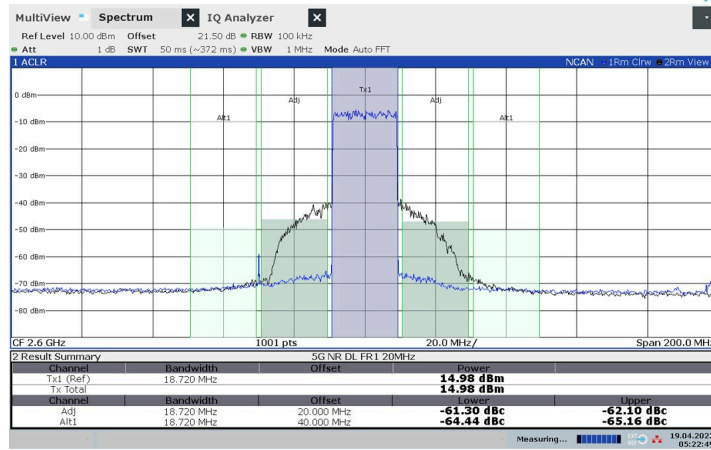 MultiView Spectrum X IQ Analyzer X
Ref Level 10.00 dBm Offset 21.50 dB RBW 100 kHz
Att 1 dB SWT 50 ms (~372 ms) VBW 1 MHz Mode Auto FFT
1 ACLR NCAN 1Rm Clrw 2Rm View
Tx1
Adj Adj
Alt1 Alt1
0 dBm
-10 dBm
-20 dBm
-30 dBm
-40 dBm
-50 dBm
-60 dBm
-70 dBm
-80 dBm
CF 2.6 GHz 1001 pts 20.0 MHz/ Span 200.0 MH
2 Result Summary 5G NR DL FR1 20MHz
Channel Bandwidth Offset Power
Tx1 (Ref) 18.720 MHz 14.98 dBm
Tx Total 14.98 dBm
Channel Bandwidth Offset Lower Upper
Adj 18.720 MHz 20.000 MHz -61.30 dBc -62.10 dBc
Alt1 18.720 MHz 40.000 MHz -64.44 dBc -65.16 dBc
Measuring... 19.04.202
05:22:4